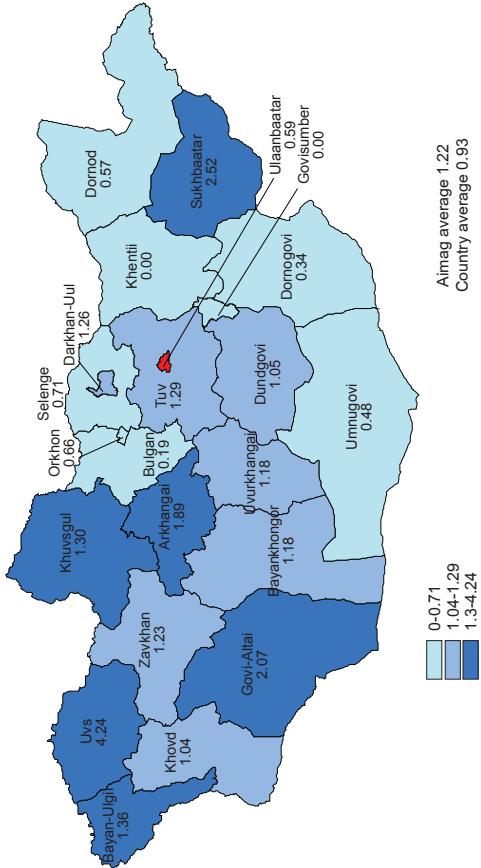 Bayan-Ulgii
1.36
Uvs
4.24
Khovd
1.04
Zavkhan
1.23
Govi-Altai
2.07
Khuvsgul
1.30
Arkhangai
1.89
Bayankhongor
1.18
Uvurkhangai
1.18
Orkhon
0.66
Bulgan
0.19
Selenge
0.71
Darkhan-Uul
1.26
Tuv
1.29
Dundgovi
1.05
Umnugovi
0.48
Khentii
0.00
Dornogovi
0.34
Dornod
0.57
Sukhbaatar
2.52
Ulaanbaatar
0.59
Govisumber
0.00
0-0.71
1.04-1.29
1.3-4.24
Aimag average 1.22
Country average 0.93